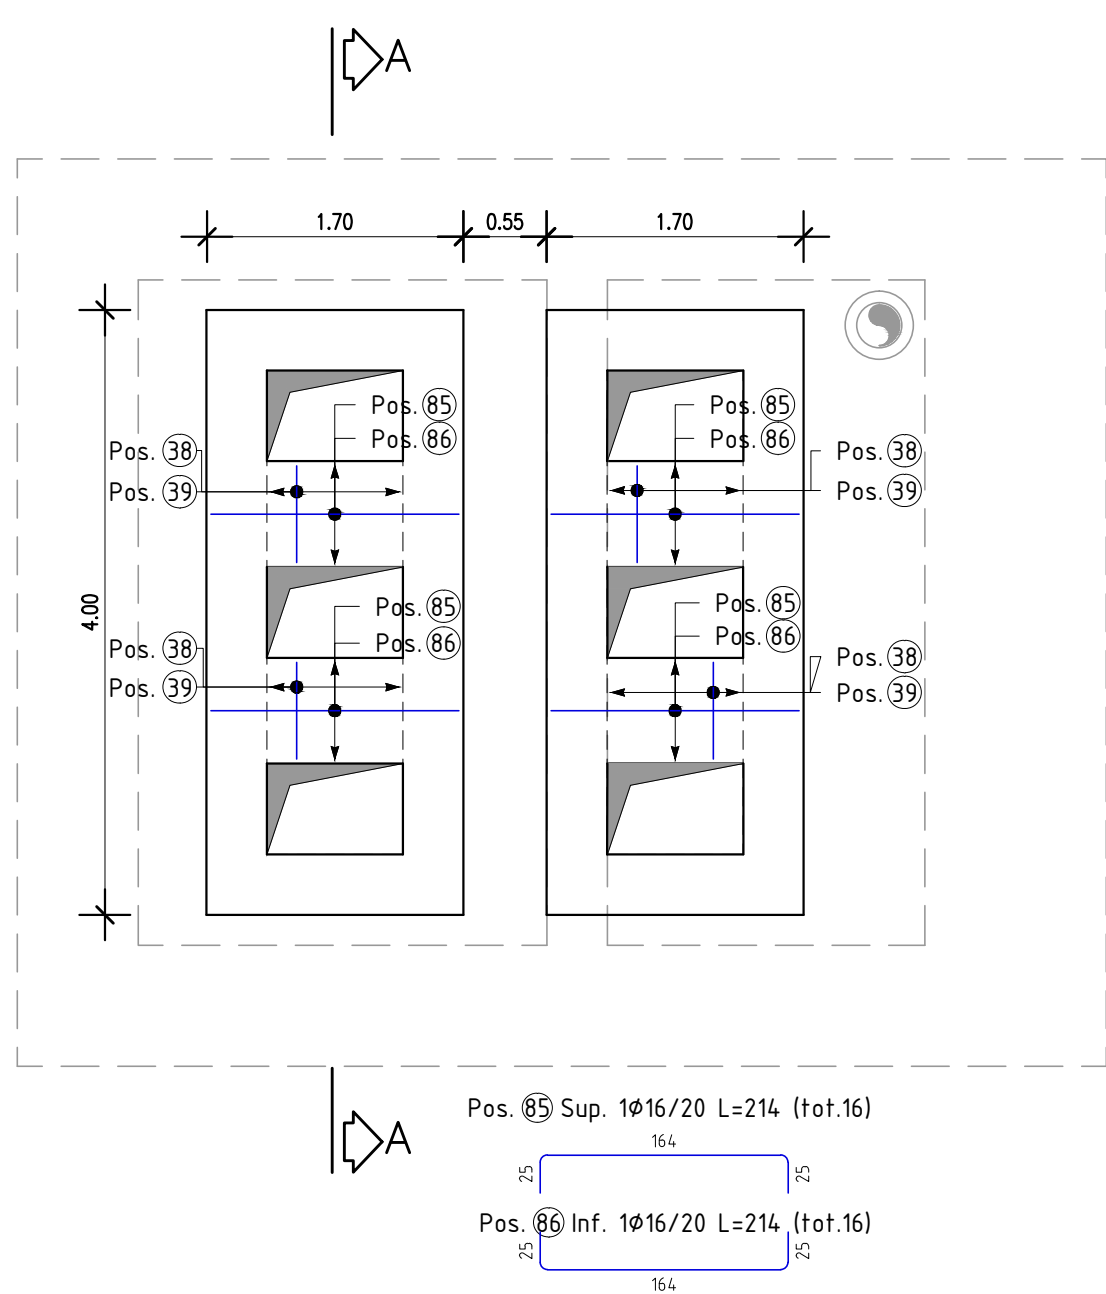 A
1.70 0.55 1.70
Pos. 85 Pos. 85
Pos. 86 Pos. 86
Pos. 38 Pos. 38
Pos. 39 Pos. 39
4.00
Pos. 85 Pos. 85
Pos. 86 Pos. 86
Pos. 38 Pos. 38
Pos. 39 Pos. 39
A
Pos. 85 Sup. 1Ø16/20 L=214 (tot.16)
164
25 25
Pos. 86 Inf. 1Ø16/20 L=214 (tot.16)
25 25
164